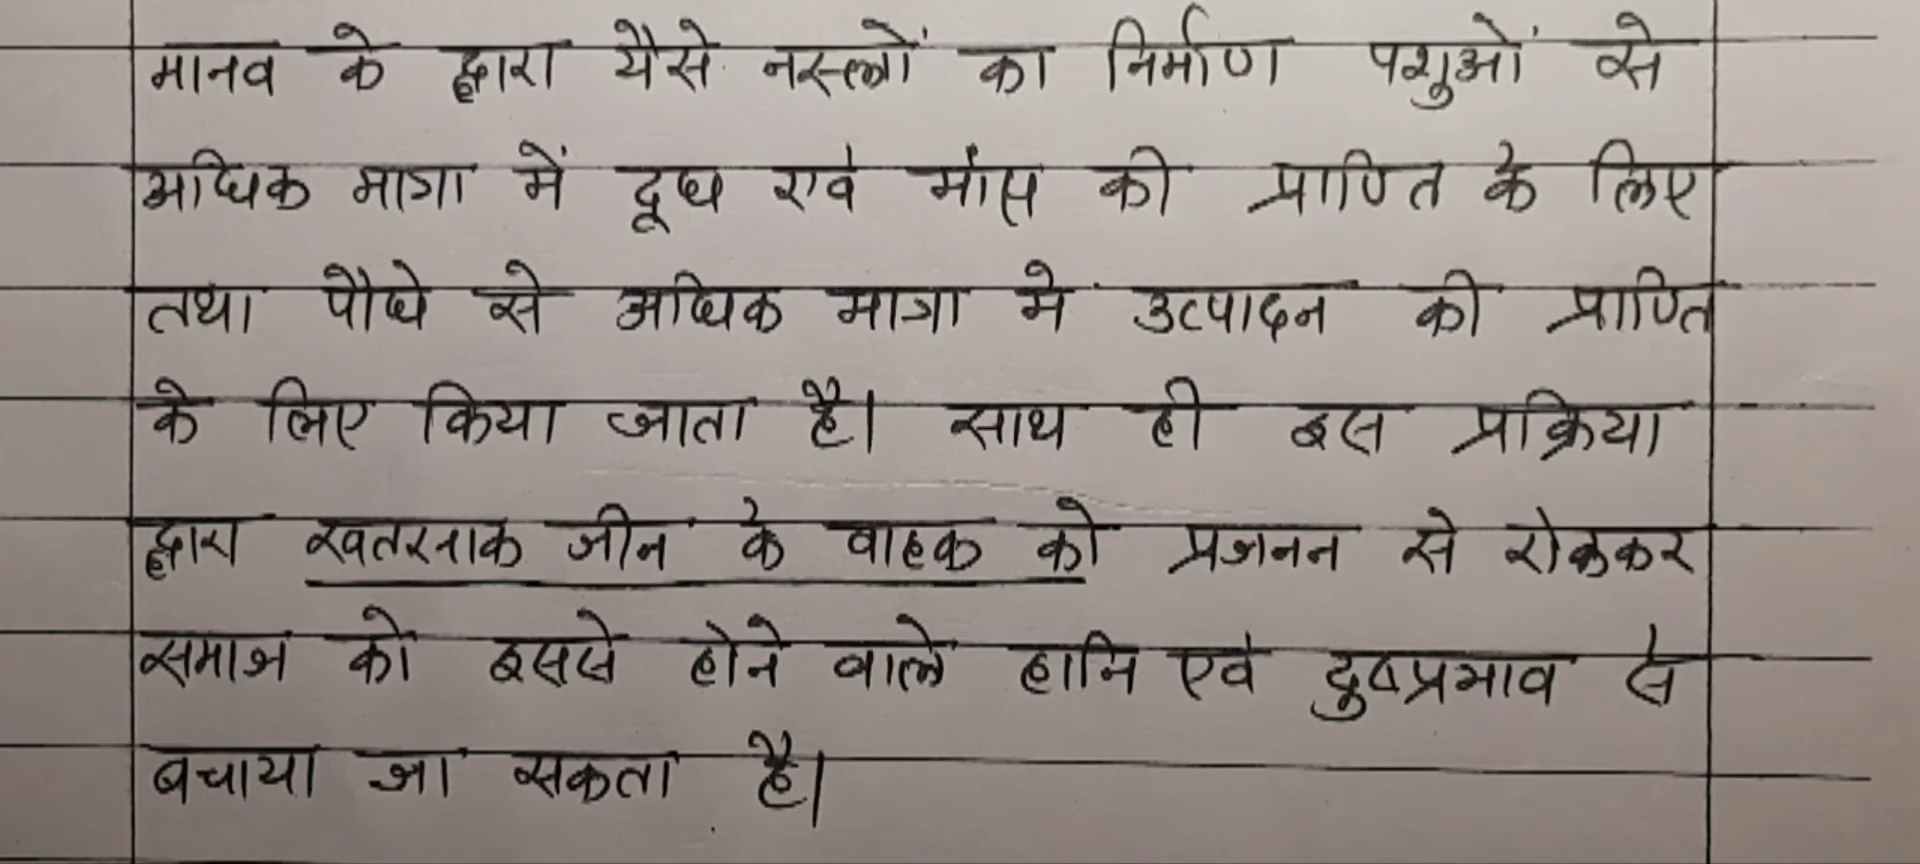 मानव के द्वारा यैसे नस्लों का निर्माण पशुओं से
अधिक मात्रा में दूध एवं मांस की प्राप्ति के लिए
तथा पौधे से अधिक मात्रा में उत्पादन की प्राप्ति
के लिए किया जाता है। साथ ही इस प्रक्रिया
द्वारा खतरनाक जीन के वाहक को प्रजनन से रोककर
समाज को इससे होने वाले हानि एवं दुष्प्रभाव से
बचाया जा सकता है।